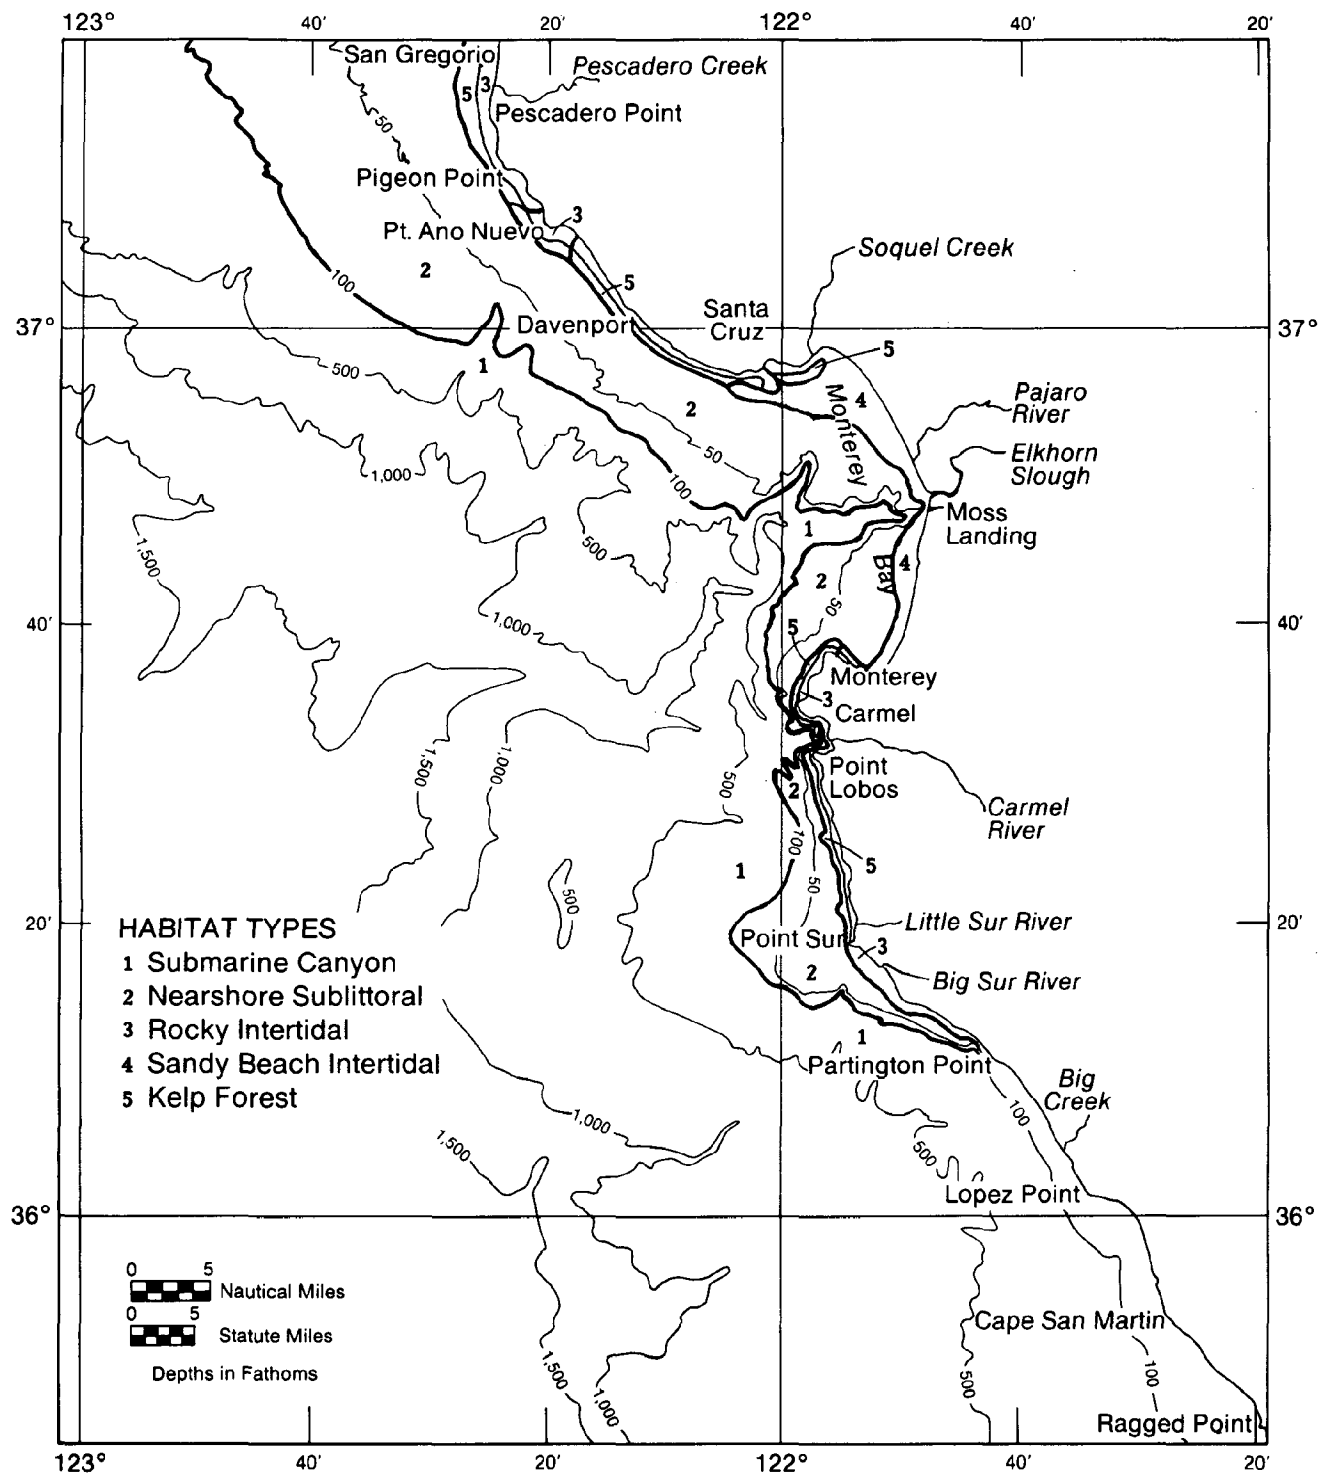 123°
40′
20′
122°
40′
20′
San Gregorio
Pescadero Creek
3
5
Pescadero Point
50
Pigeon Point
3
Pt. Ano Nuevo
Soquel Creek
2
100
5
Santa
Cruz
37°
Davenport
37°
5
1
500
Monterey
4
Pajaro
River
2
50
Elkhorn
Slough
1,000
100
Moss
Landing
1
1,500
500
Bay
4
2
50
40′
1,000
5
40′
Monterey
3
Carmel
1,500
1,000
500
Point
Lobos
2
Carmel
River
100
5
1
50
500
20′
Little Sur River
20′
HABITAT TYPES
Point Sur
3
1 Submarine Canyon
2
Big Sur River
2 Nearshore Sublittoral
3 Rocky Intertidal
1
4 Sandy Beach Intertidal
Partington Point
5 Kelp Forest
Big
Creek
100
1,000
1,500
500
Lopez Point
36°
36°
0 5
Nautical Miles
0 5
Statute Miles
Cape San Martin
Depths in Fathoms
1,500
1,000
500
100
Ragged Point
123°
40′
20′
122°
40′
20′